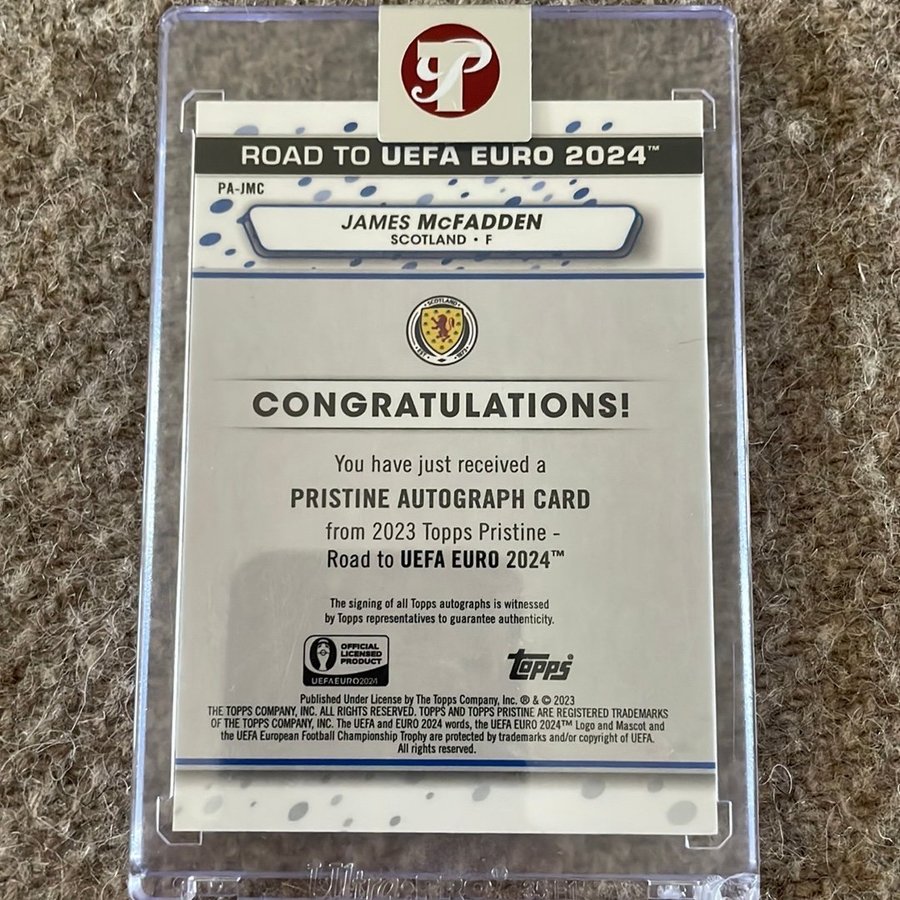 P
ROAD TO UEFA EURO 2024™
PA-JMC
JAMES McFADDEN
SCOTLAND • F
SCOTLAND
CONGRATULATIONS!
You have just received a
PRISTINE AUTOGRAPH CARD
from 2023 Topps Pristine -
Road to UEFA EURO 2024™
The signing of all Topps autographs is witnessed
by Topps representatives to guarantee authenticity.
OFFICIAL
LICENSED
PRODUCT
UEFAEURO2024
Topps®
Published Under License by The Topps Company, Inc. ® & © 2023
THE TOPPS COMPANY, INC. ALL RIGHTS RESERVED. TOPPS AND TOPPS PRISTINE ARE REGISTERED TRADEMARKS
OF THE TOPPS COMPANY, INC. The UEFA and EURO 2024 words, the UEFA EURO 2024™ Logo and Mascot and
the UEFA European Football Championship Trophy are protected by trademarks and/or copyright of UEFA.
All rights reserved.